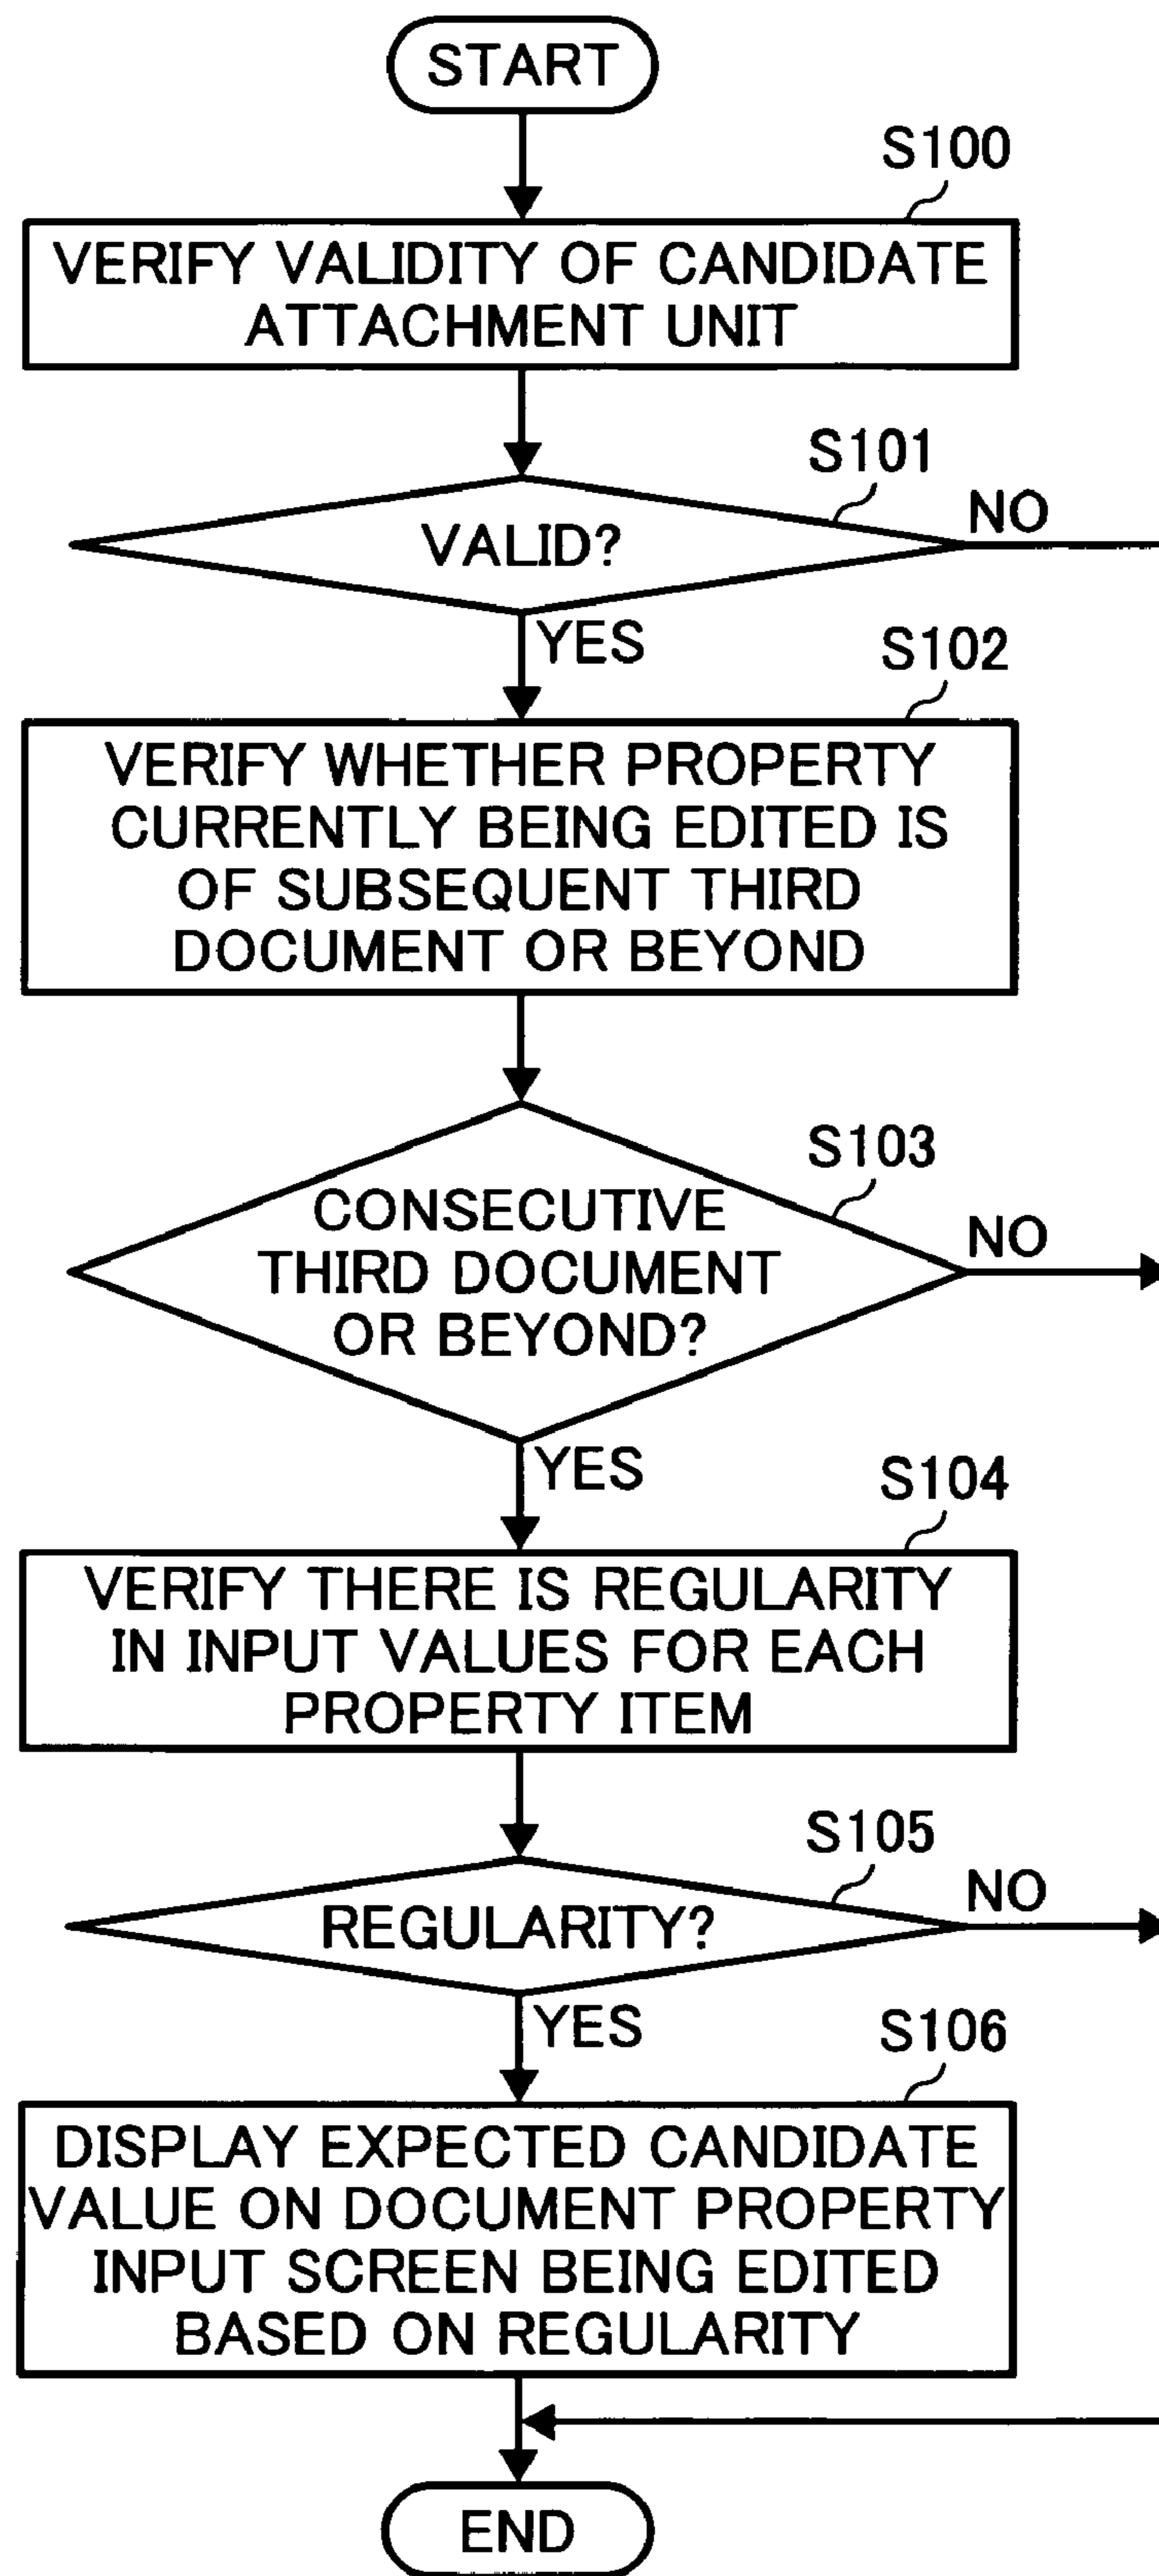 START
S100
VERIFY VALIDITY OF CANDIDATE
ATTACHMENT UNIT
S101
VALID?
NO
YES
S102
VERIFY WHETHER PROPERTY
CURRENTLY BEING EDITED IS
OF SUBSEQUENT THIRD
DOCUMENT OR BEYOND
S103
CONSECUTIVE
THIRD DOCUMENT
OR BEYOND?
NO
YES
S104
VERIFY THERE IS REGULARITY
IN INPUT VALUES FOR EACH
PROPERTY ITEM
S105
REGULARITY?
NO
YES
S106
DISPLAY EXPECTED CANDIDATE
VALUE ON DOCUMENT PROPERTY
INPUT SCREEN BEING EDITED
BASED ON REGULARITY
END